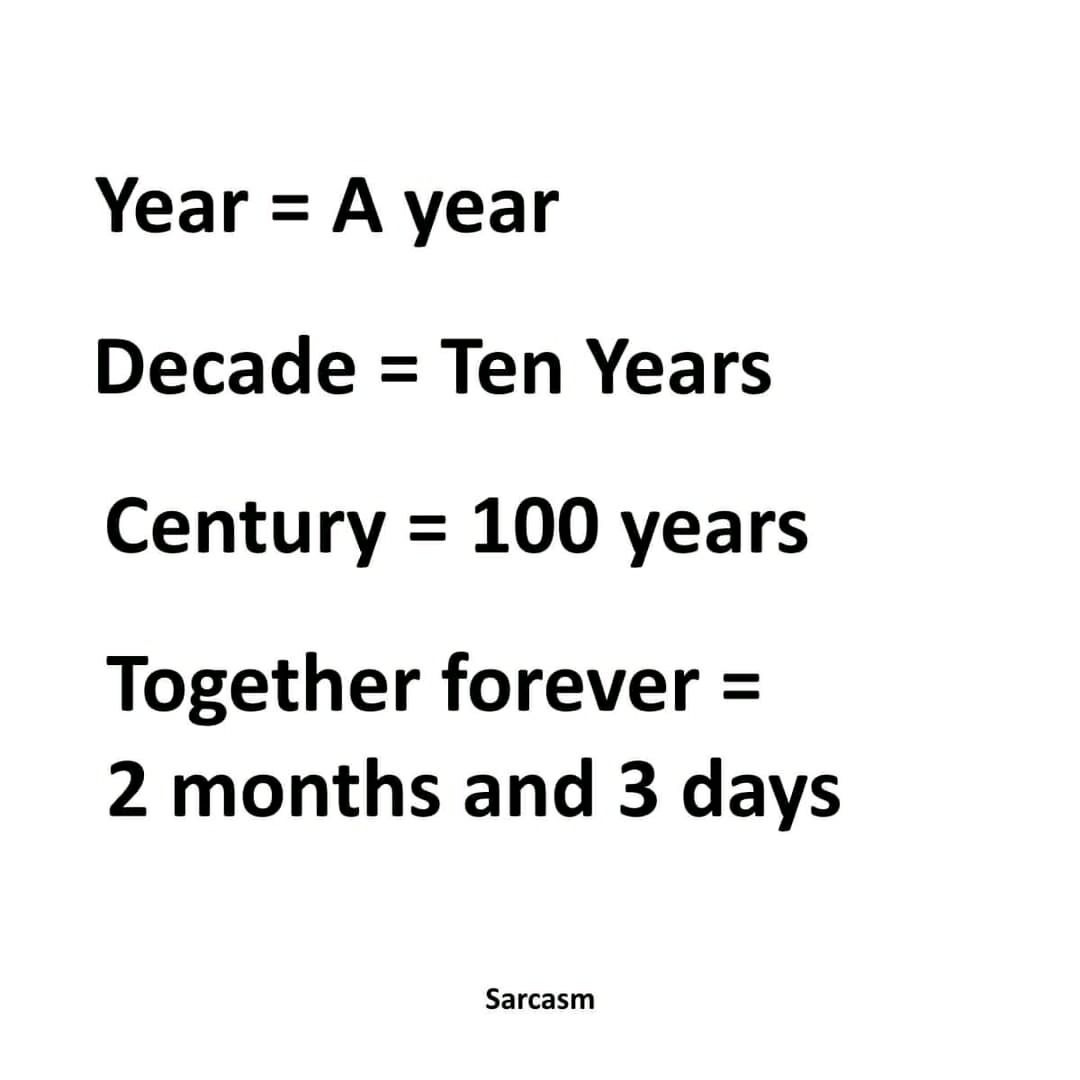 Year = A year
Decade = Ten Years
Century = 100 years
Together forever =
2 months and 3 days
Sarcasm